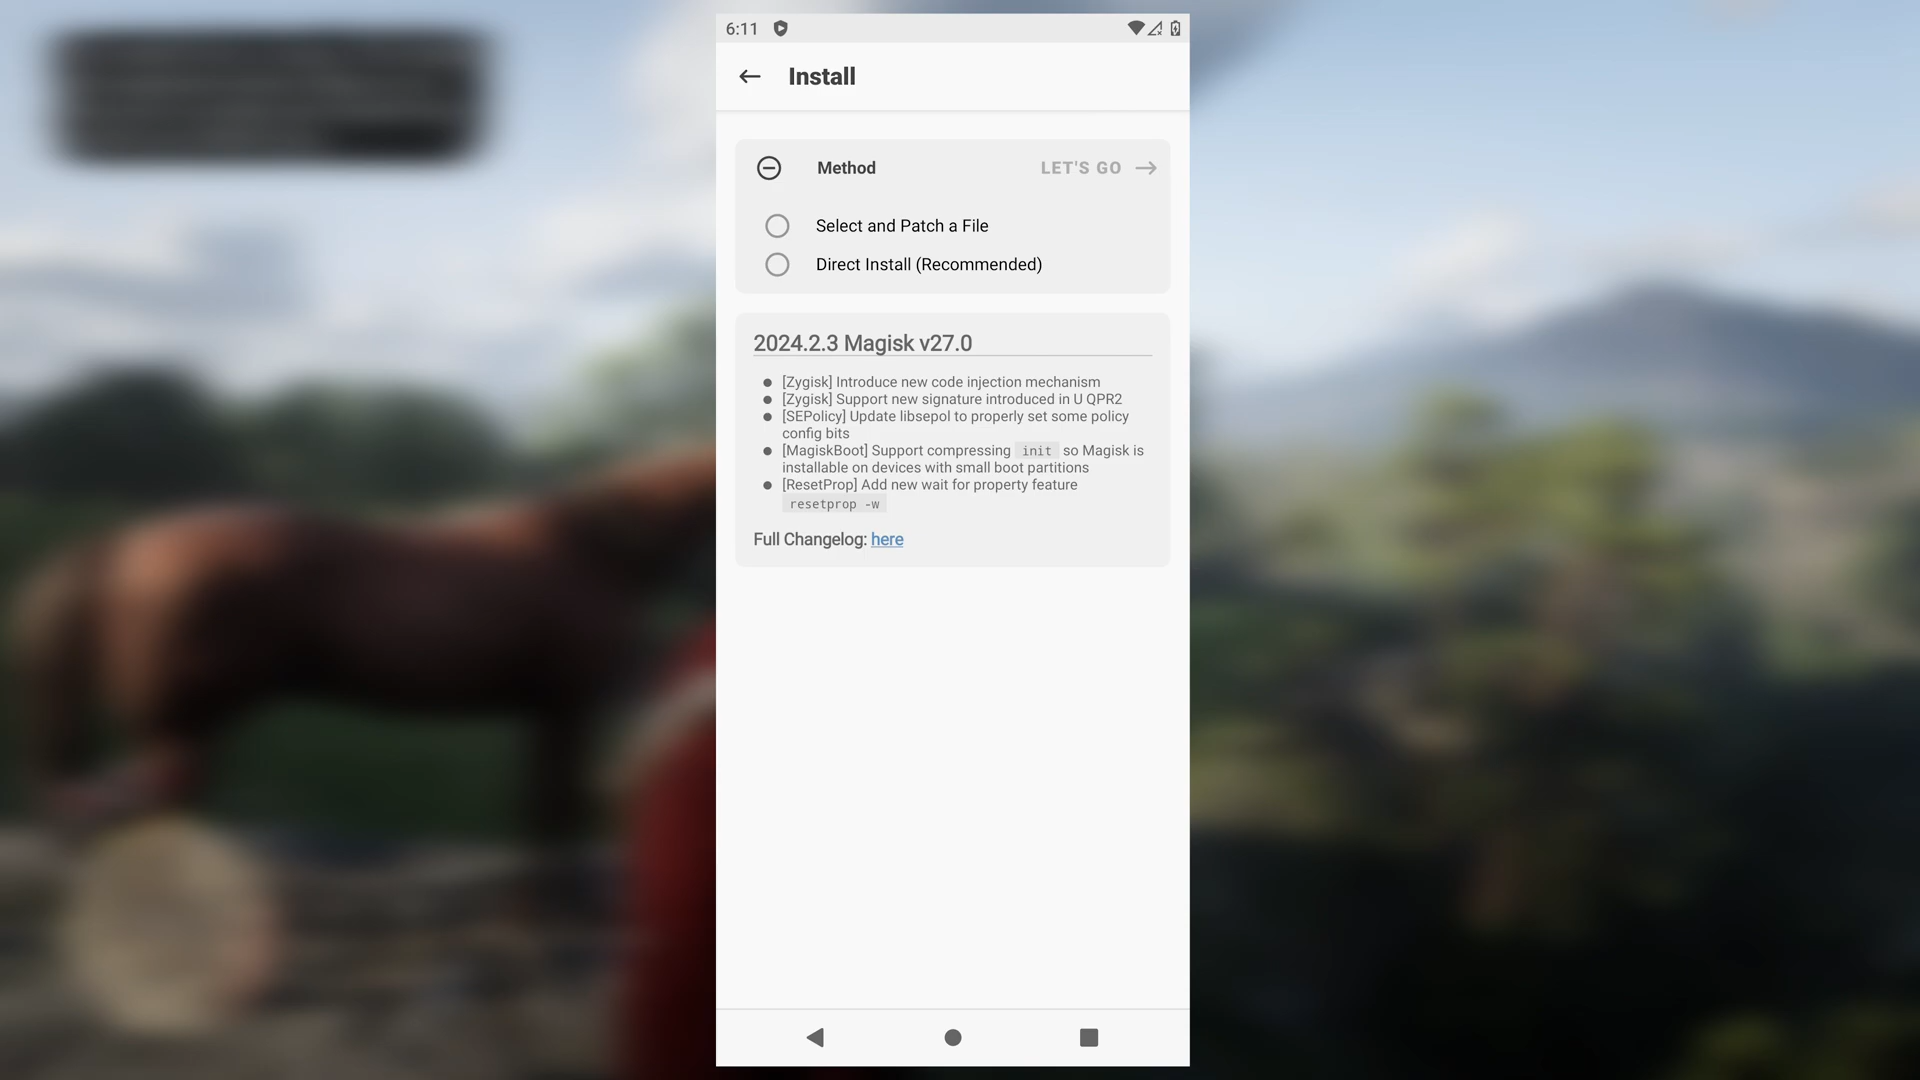 6:11
Install
Method
LET'S GO
Select and Patch a File
Direct Install (Recommended)
2024.2.3 Magisk v27.0
[Zygisk] Introduce new code injection mechanism
[Zygisk] Support new signature introduced in U QPR2
[SEPolicy] Update libsepol to properly set some policy
config bits
[MagiskBoot] Support compressing init so Magisk is
installable on devices with small boot partitions
[ResetProp] Add new wait for property feature
resetprop -w
Full Changelog: here